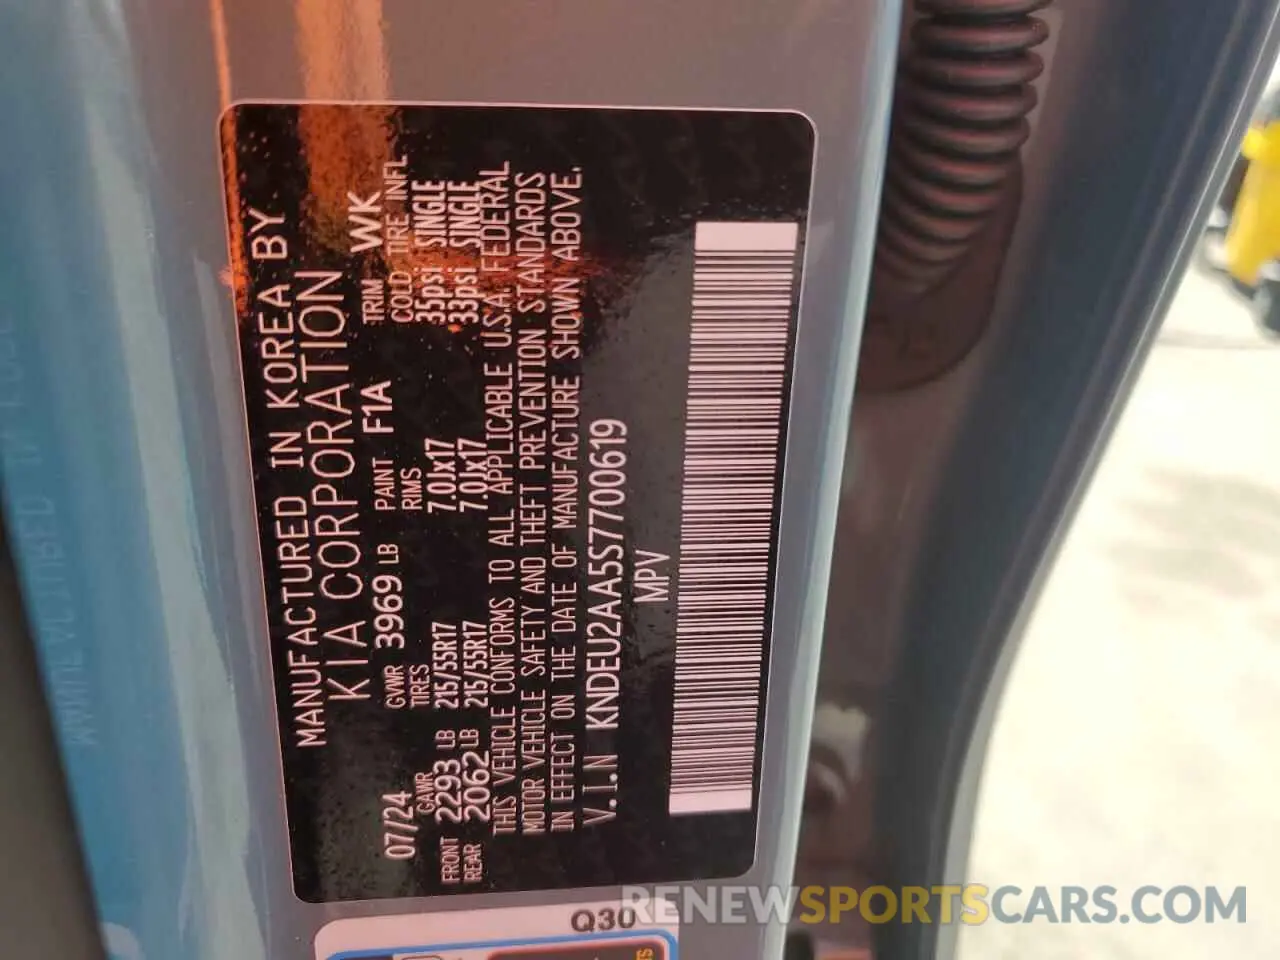 MANUFACTURED IN KOREA BY
KIA CORPORATION
07/24 GVWR 3969 LB PAINT F1A TRIM WK
GAWR TIRES RIMS COLD TIRE INFL
FRONT 2293 LB 215/55R17 7.0Jx17 35psi SINGLE
REAR 2062 LB 215/55R17 7.0Jx17 33psi SINGLE
THIS VEHICLE CONFORMS TO ALL APPLICABLE U.S.A. FEDERAL
MOTOR VEHICLE SAFETY AND THEFT PREVENTION STANDARDS
IN EFFECT ON THE DATE OF MANUFACTURE SHOWN ABOVE.
V.I.N KNDEU2AA5S7700619
MPV
Q30
RENEWSPORTSCARS.COM